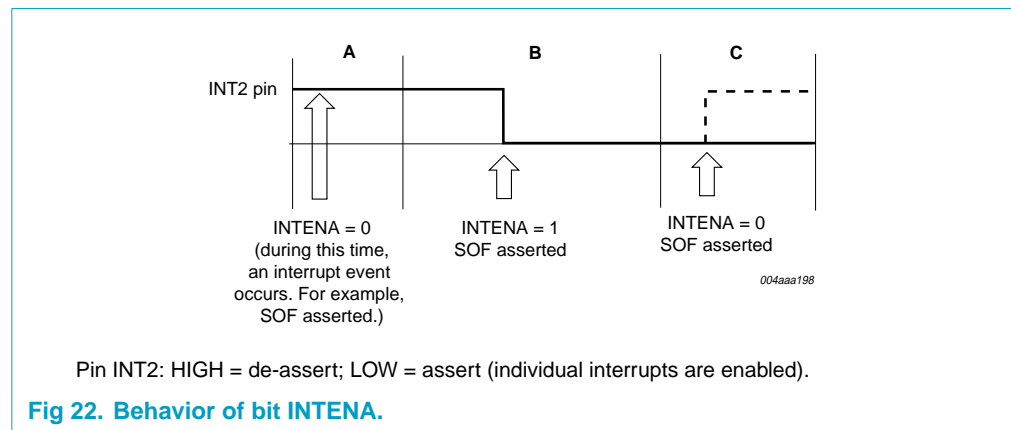 A
B
C
INT2 pin
INTENA = 0
(during this time,
an interrupt event
occurs. For example,
SOF asserted.)
INTENA = 1
SOF asserted
INTENA = 0
SOF asserted
004aaa198
Pin INT2: HIGH = de-assert; LOW = assert (individual interrupts are enabled).
Fig 22. Behavior of bit INTENA.